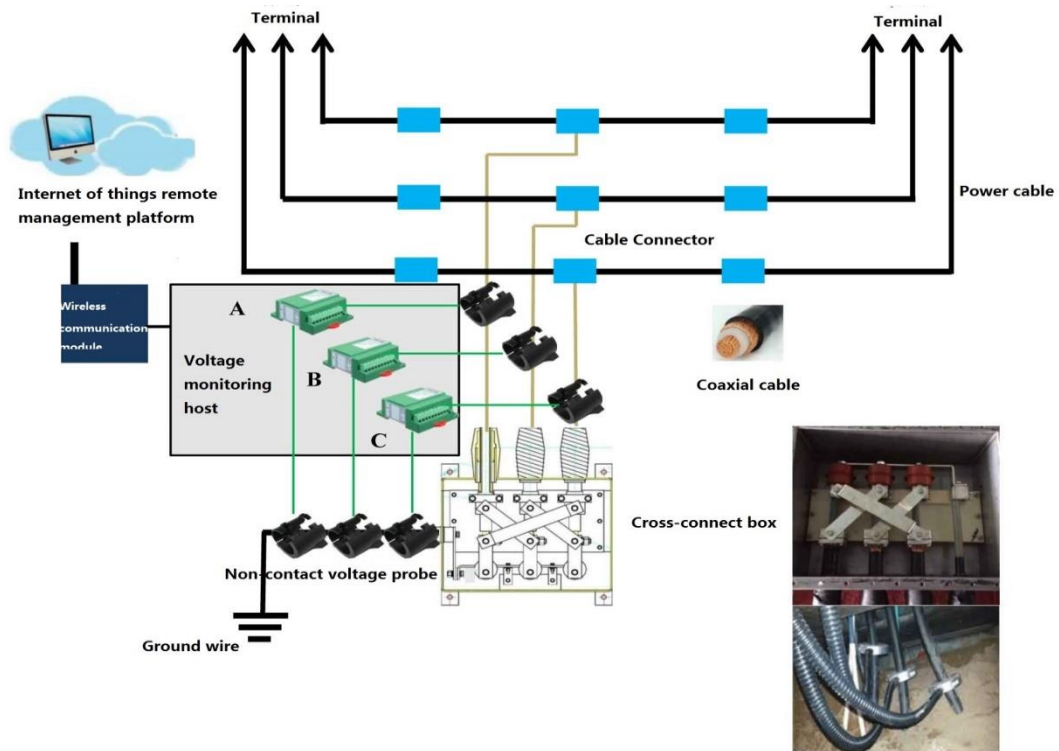 Terminal
Terminal
Internet of things remote
management platform
Power cable
Cable Connector
Wireless
communication
module
A
Voltage
monitoring
host
B
C
Coaxial cable
Cross-connect box
Non-contact voltage probe
Ground wire